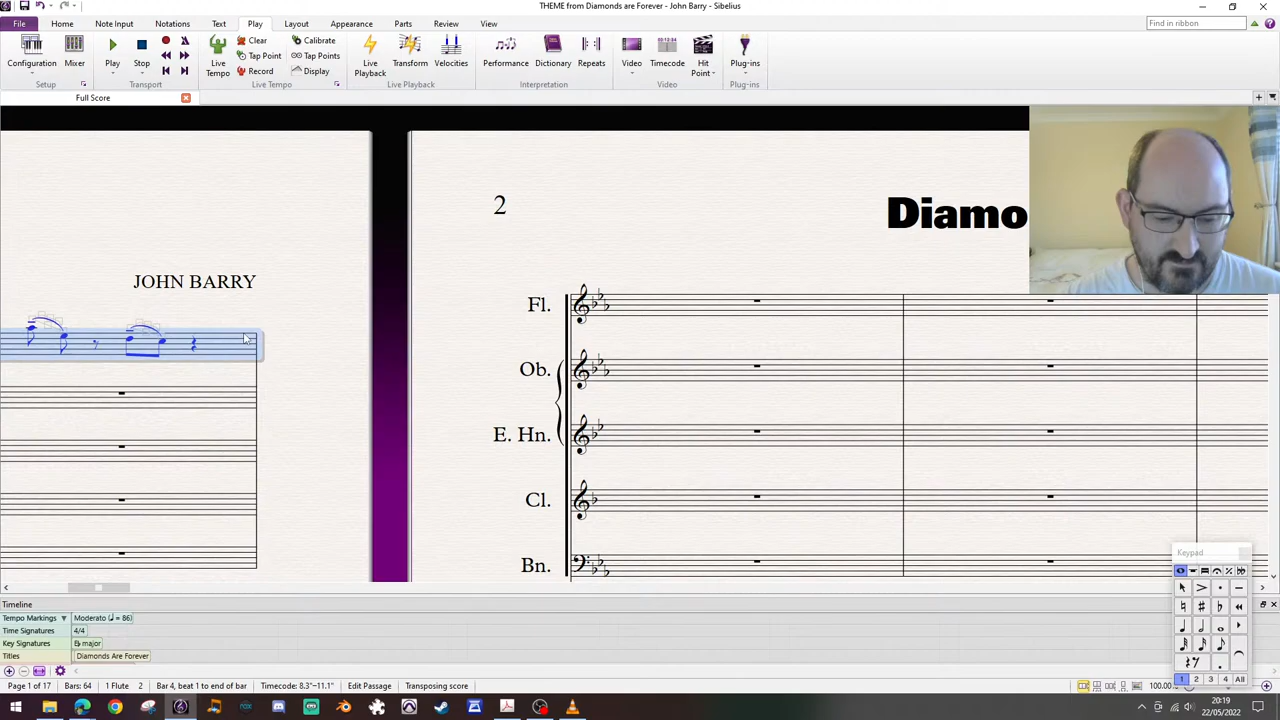 THEME from Diamonds are Forever - John Barry - Sibelius
File Home Note Input Notations Text Play Layout Appearance Parts Review View
Find in ribbon
Configuration Mixer Play Stop Live Tempo Clear Tap Point Record Calibrate Tap Points Display Live Playback Transform Velocities Performance Dictionary Repeats Video Timecode Hit Point Plug-ins
Setup Transport Live Tempo Live Playback Interpretation Video Plug-ins
Full Score
2
Diamo
JOHN BARRY
Fl.
Ob.
E. Hn.
Cl.
Bn.
Keypad
1 2 3 4 All
Timeline
Tempo Markings Moderato (♩ = 86)
Time Signatures 4/4
Key Signatures E♭ major
Titles Diamonds Are Forever
Page 1 of 17 Bars: 64 1 Flute 2 Bar 4, beat 1 to end of bar Timecode: 8.3"–11.1" Edit Passage Transposing score 100.00
20:19
22/05/2022